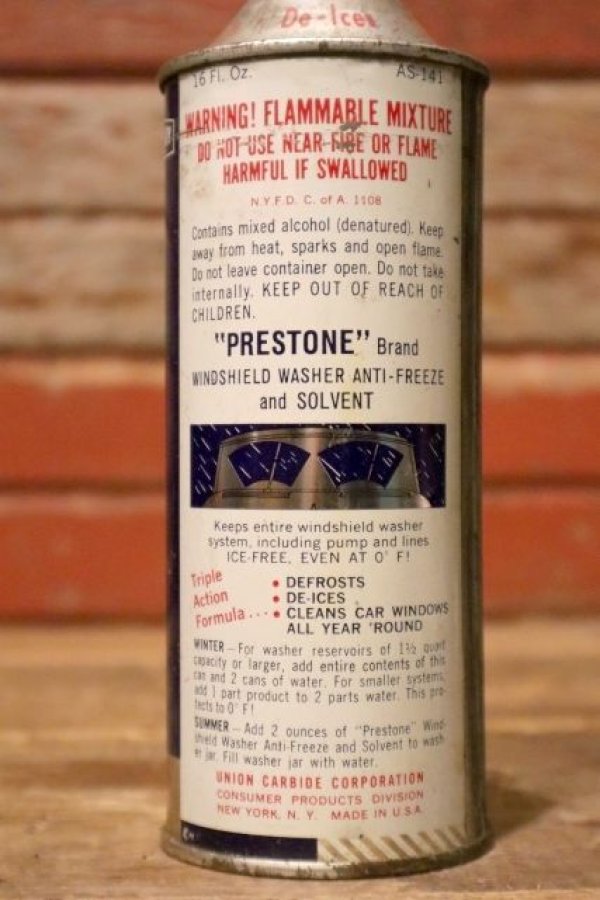 De-Icer
16 Fl. Oz. AS-141
WARNING! FLAMMABLE MIXTURE
DO NOT USE NEAR FIRE OR FLAME
HARMFUL IF SWALLOWED
N.Y.F.D. C. of A. 1108
Contains mixed alcohol (denatured). Keep
away from heat, sparks and open flame.
Do not leave container open. Do not take
internally. KEEP OUT OF REACH OF
CHILDREN.
"PRESTONE" Brand
WINDSHIELD WASHER ANTI-FREEZE
and SOLVENT
Keeps entire windshield washer
system, including pump and lines
ICE-FREE, EVEN AT 0° F!
Triple
Action
Formula...
• DEFROSTS
• DE-ICES
• CLEANS CAR WINDOWS
ALL YEAR 'ROUND
WINTER—For washer reservoirs of 1½ quart
capacity or larger, add entire contents of this
can and 2 cans of water. For smaller systems,
add 1 part product to 2 parts water. This pro-
tects to 0° F!
SUMMER—Add 2 ounces of "Prestone" Wind-
shield Washer Anti-Freeze and Solvent to wash-
er jar. Fill washer jar with water.
UNION CARBIDE CORPORATION
CONSUMER PRODUCTS DIVISION
NEW YORK, N. Y. MADE IN U.S.A.